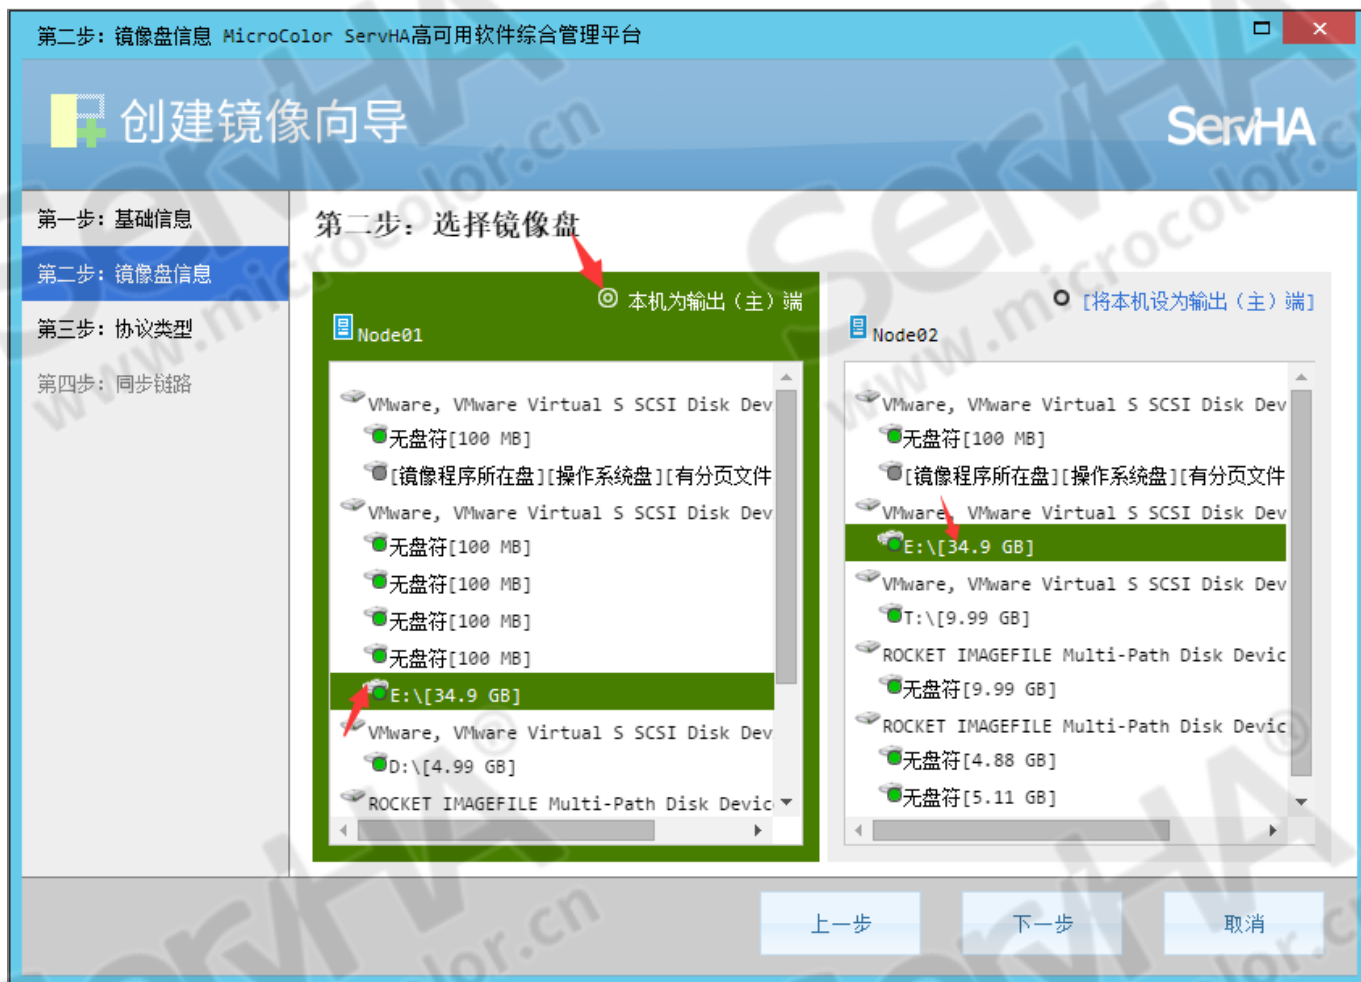 第二步：镜像盘信息 MicroColor ServHA高可用软件综合管理平台
创建镜像向导
ServHA
第一步：基础信息
第二步：镜像盘信息
第三步：协议类型
第四步：同步链路
第二步：选择镜像盘
本机为输出（主）端
Node01
VMware, VMware Virtual S SCSI Disk Dev
无盘符[100 MB]
[镜像程序所在盘][操作系统盘][有分页文件
VMware, VMware Virtual S SCSI Disk Dev
无盘符[100 MB]
无盘符[100 MB]
无盘符[100 MB]
无盘符[100 MB]
E:\[34.9 GB]
VMware, VMware Virtual S SCSI Disk Dev
D:\[4.99 GB]
ROCKET IMAGEFILE Multi-Path Disk Devic
[将本机设为输出（主）端]
Node02
VMware, VMware Virtual S SCSI Disk Dev
无盘符[100 MB]
[镜像程序所在盘][操作系统盘][有分页文件
VMware, VMware Virtual S SCSI Disk Dev
E:\[34.9 GB]
VMware, VMware Virtual S SCSI Disk Dev
T:\[9.99 GB]
ROCKET IMAGEFILE Multi-Path Disk Devic
无盘符[9.99 GB]
ROCKET IMAGEFILE Multi-Path Disk Devic
无盘符[4.88 GB]
无盘符[5.11 GB]
上一步
下一步
取消
ServHA®
www.microcolor.cn